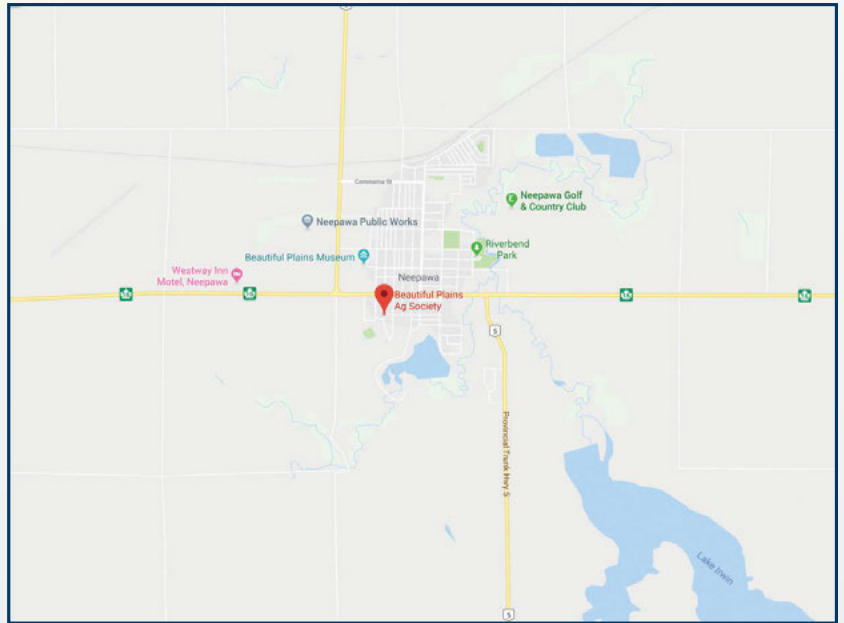 Commerce St
Neepawa Golf
& Country Club
Neepawa Public Works
Riverbend
Park
Beautiful Plains Museum
Westway Inn
Motel, Neepawa
Neepawa
Beautiful Plains
Ag Society
5
Provincial Trunk Hwy 5
Lake Irwin
5